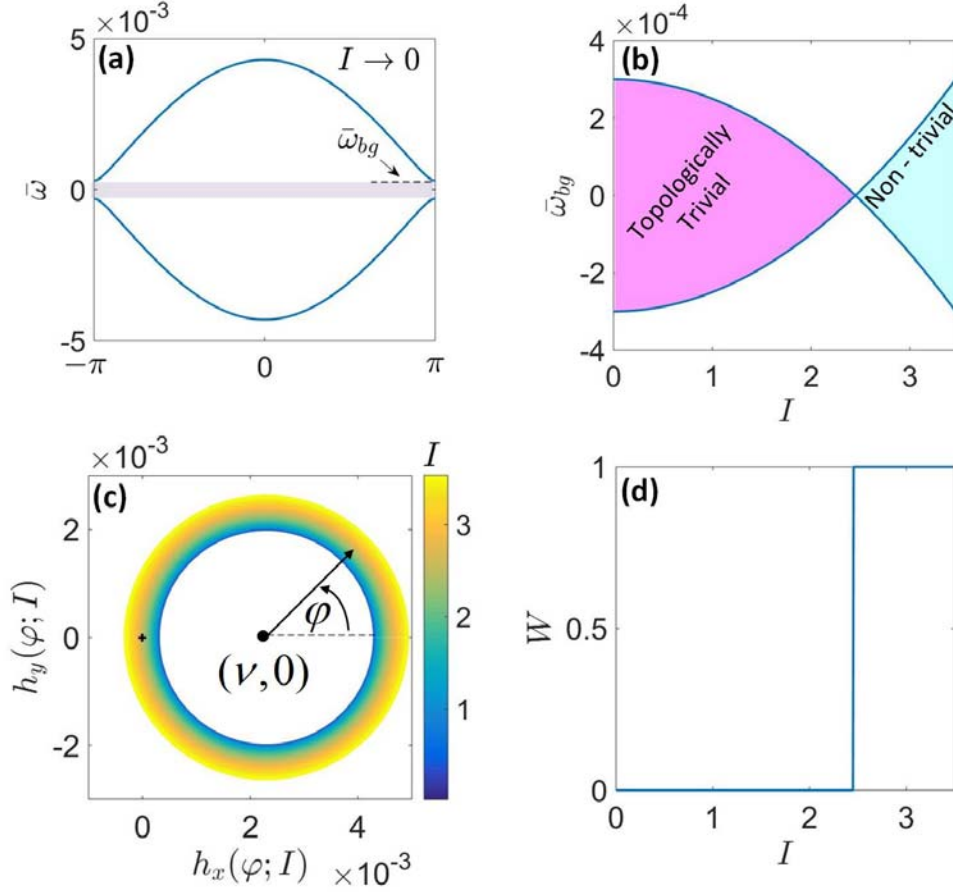 ×10⁻³
5
(a)
I → 0
ω̄_bg
ω̄
0
-5
−π
0
π
×10⁻⁴
4
(b)
2
Topologically
Trivial
Non - trivial
ω̄_bg
0
-2
-4
0
1
2
3
I
×10⁻³
I
(c)
2
3
h_y(φ; I)
0
φ
2
(ν,0)
1
-2
0
2
4
h_x(φ; I)
×10⁻³
1
(d)
W
0.5
0
0
1
2
3
I